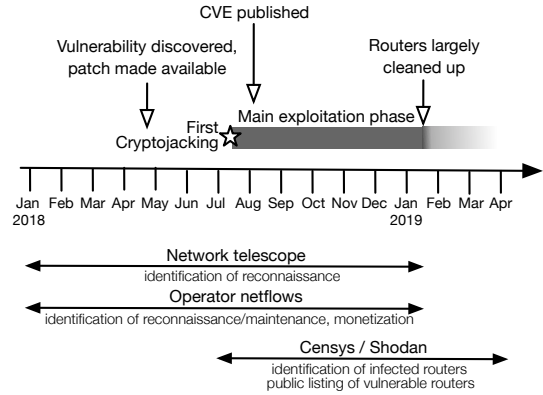 CVE published
Vulnerability discovered,
patch made available
Routers largely
cleaned up
First
Cryptojacking
Main exploitation phase
Jan Feb Mar Apr May Jun Jul Aug Sep Oct Nov Dec Jan Feb Mar Apr
2018 2019
Network telescope
identification of reconnaissance
Operator netflows
identification of reconnaissance/maintenance, monetization
Censys / Shodan
identification of infected routers
public listing of vulnerable routers